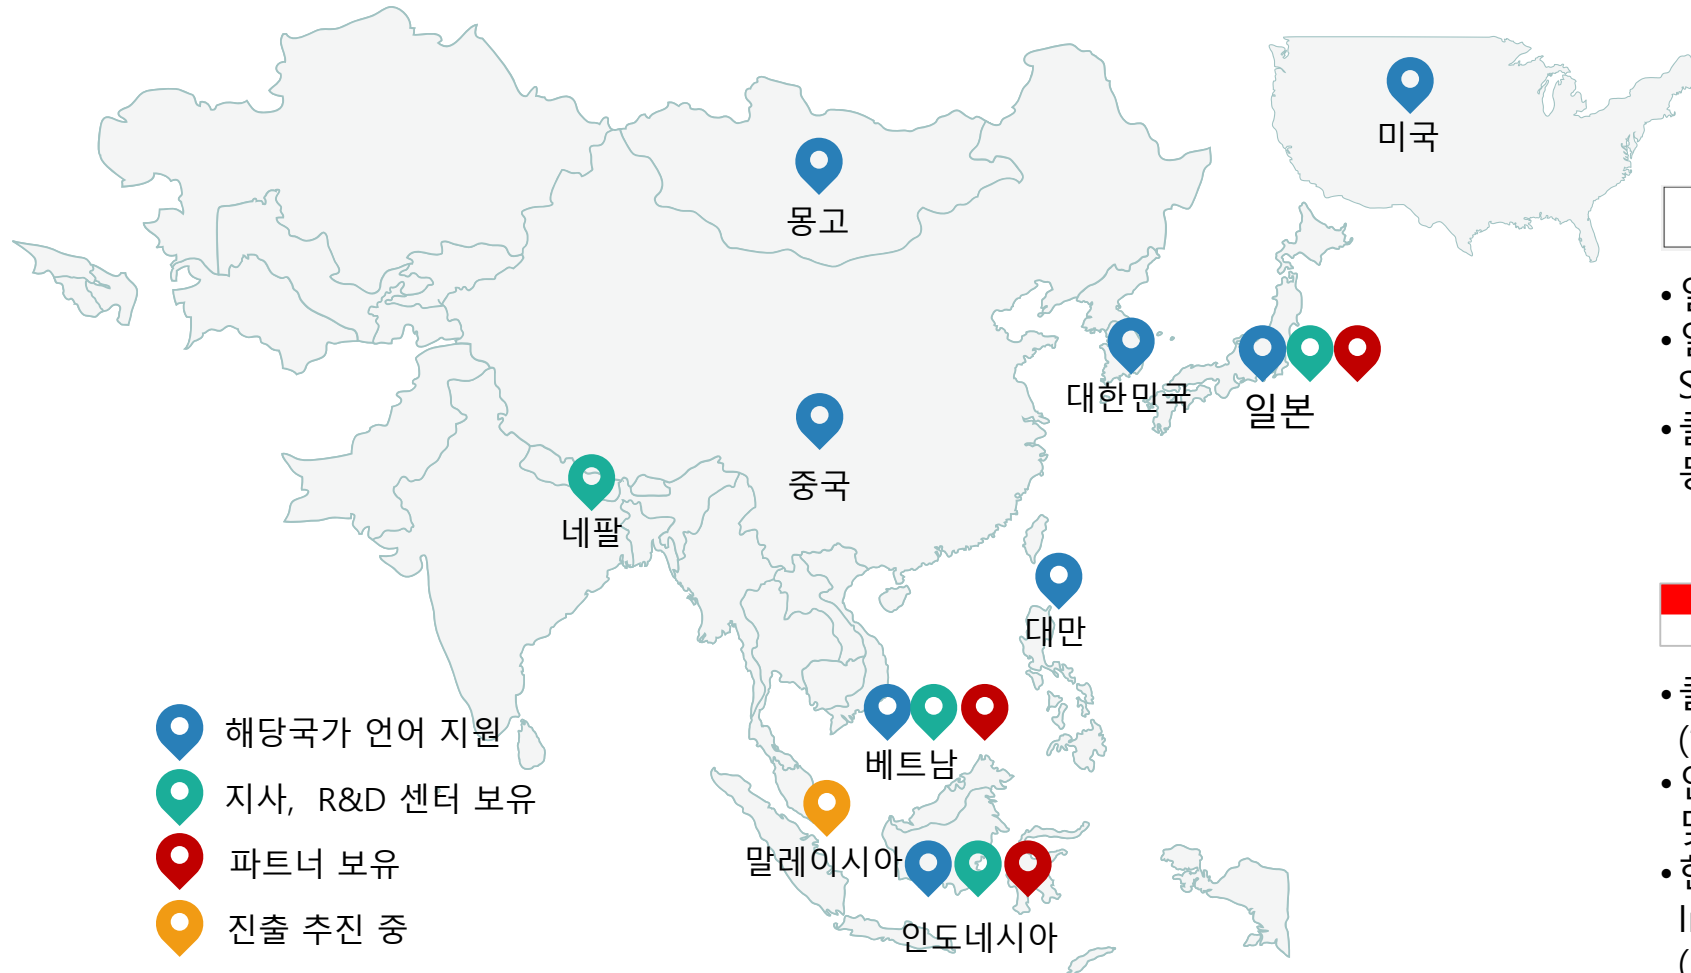 미국
몽고
대한민국
일본
중국
네팔
대만
베트남
말레이시아
인도네시아
해당국가 언어 지원
지사, R&D 센터 보유
파트너 보유
진출 추진 중